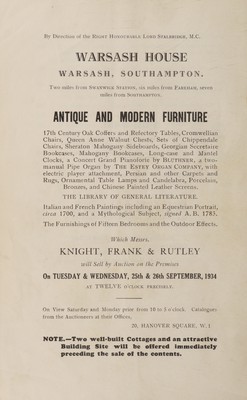 By Direction of the RIGHT HONOURABLE LORD STALBRIDGE, M.C.
WARSASH HOUSE
WARSASH, SOUTHAMPTON.
Two miles from SWANWICK STATION, six miles from FAREHAM, seven
miles from SOUTHAMPTON.
ANTIQUE AND MODERN FURNITURE
17th Century Oak Coffers and Refectory Tables, Cromwellian
Chairs, Queen Anne Walnut Chests, Sets of Chippendale
Chairs, Sheraton Mahogany Sideboards, Georgian Secretaire
Bookcases, Mahogany Bookcases, Long-case and Mantel
Clocks, a Concert Grand Pianoforte by BLUTHNER, a two-
manual Pipe Organ by THE ESTEY ORGAN COMPANY, with
electric player attachment, Persian and other Carpets and
Rugs, Ornamental Table Lamps and Candelabra, Porcelain,
Bronzes, and Chinese Painted Leather Screens.
THE LIBRARY OF GENERAL LITERATURE.
Italian and French Paintings including an Equestrian Portrait,
circa 1700, and a Mythological Subject, signed A.B. 1783.
The Furnishings of Fifteen Bedrooms and the Outdoor Effects.
Which Messrs.
KNIGHT, FRANK & RUTLEY
will Sell by Auction on the Premises
On TUESDAY & WEDNESDAY, 25th & 26th SEPTEMBER, 1934
AT TWELVE O'CLOCK PRECISELY.
On View Saturday and Monday prior from 10 to 5 o'clock. Catalogues
from the Auctioneers at their Offices,
20, HANOVER SQUARE, W.1
NOTE.—Two well-built Cottages and an attractive
Building Site will be offered immediately
preceding the sale of the contents.